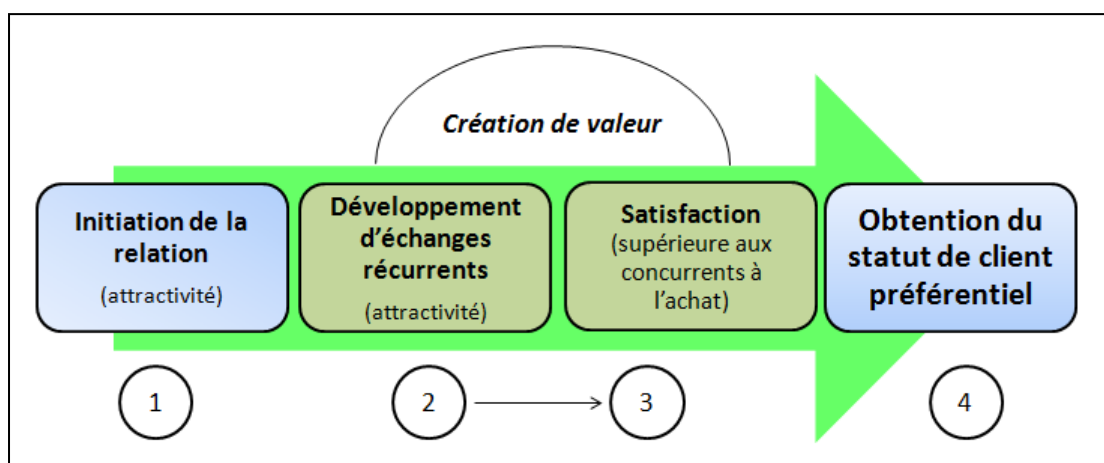 Création de valeur
Initiation de la
relation
(attractivité)
Développement
d'échanges
récurrents
(attractivité)
Satisfaction
(supérieure aux
concurrents à
l'achat)
Obtention du
statut de client
préférentiel
1
2
3
4